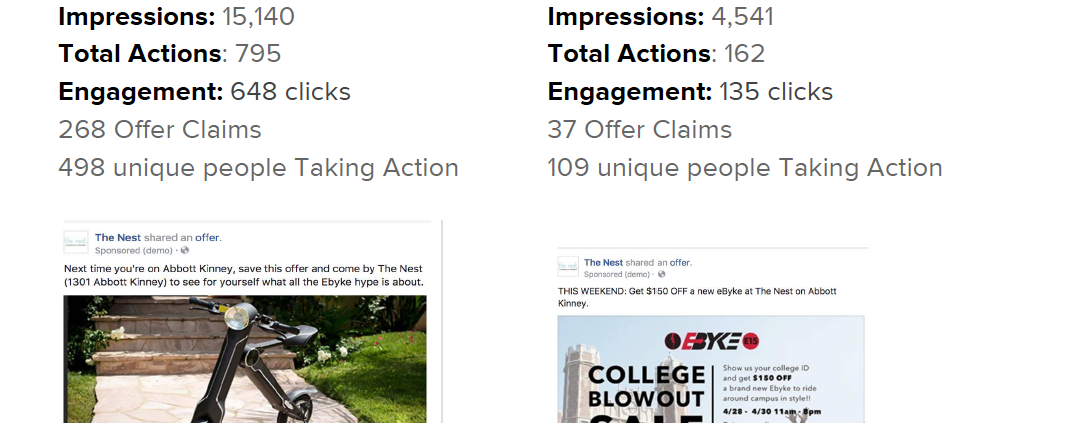 Impressions: 15,140
Total Actions: 795
Engagement: 648 clicks
268 Offer Claims
498 unique people Taking Action
The Nest shared an offer.
Sponsored (demo) ·
Next time you're on Abbott Kinney, save this offer and come by The Nest
(1301 Abbott Kinney) to see for yourself what all the Ebyke hype is about.
Impressions: 4,541
Total Actions: 162
Engagement: 135 clicks
37 Offer Claims
109 unique people Taking Action
The Nest shared an offer.
Sponsored (demo) ·
THIS WEEKEND: Get $150 OFF a new eByke at The Nest on Abbott
Kinney.
EBYKE E15
COLLEGE
BLOWOUT
SALE
Show us your college ID
and get $150 OFF
a brand new Ebyke to ride
around campus in style!!
4/28 - 4/30 11am - 8pm